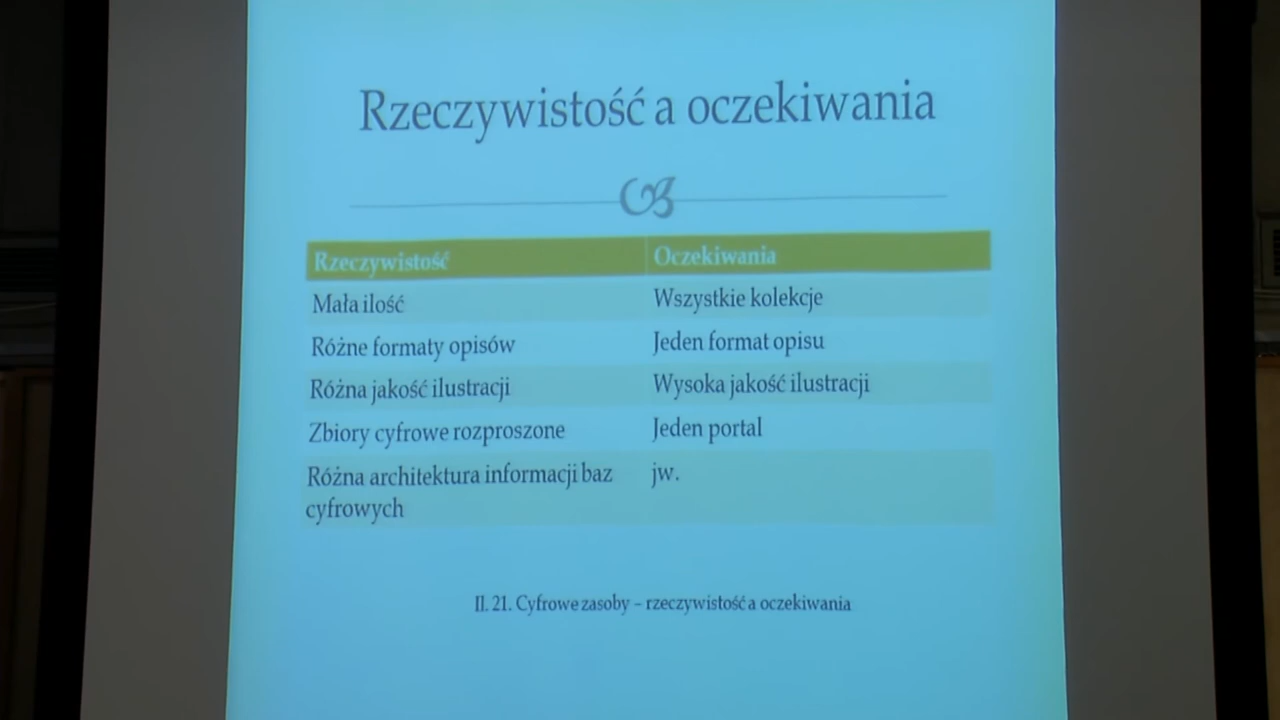 Rzeczywistość a oczekiwania
Rzeczywistość Oczekiwania
Mała ilość Wszystkie kolekcje
Różne formaty opisów Jeden format opisu
Różna jakość ilustracji Wysoka jakość ilustracji
Zbiory cyfrowe rozproszone Jeden portal
Różna architektura informacji baz jw.
cyfrowych
Il. 21. Cyfrowe zasoby – rzeczywistość a oczekiwania